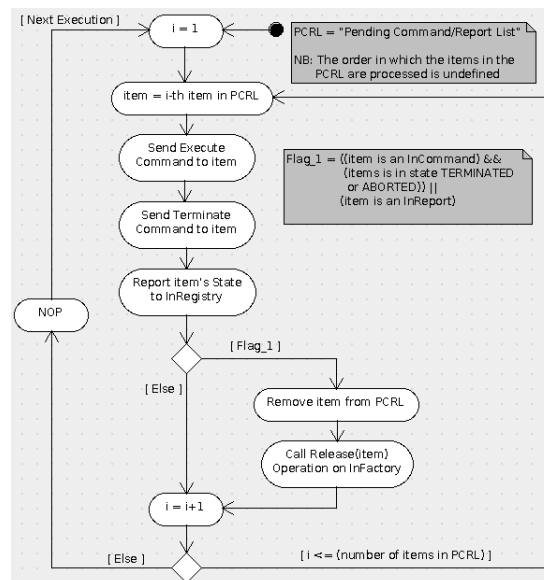 [ Next Execution ]
i = 1
PCRL = "Pending Command/Report List"
NB: The order in which the items in the
PCRL are processed is undefined
item = i-th item in PCRL
Send Execute
Command to item
Flag_1 = ((item is an InCommand) &&
(items is in state TERMINATED
or ABORTED)) ||
(item is an InReport)
Send Terminate
Command to item
Report item's State
to InRegistry
NOP
[ Flag_1 ]
[ Else ]
Remove item from PCRL
Call Release(item)
Operation on InFactory
i = i+1
[ Else ]
[ i <= (number of items in PCRL) ]